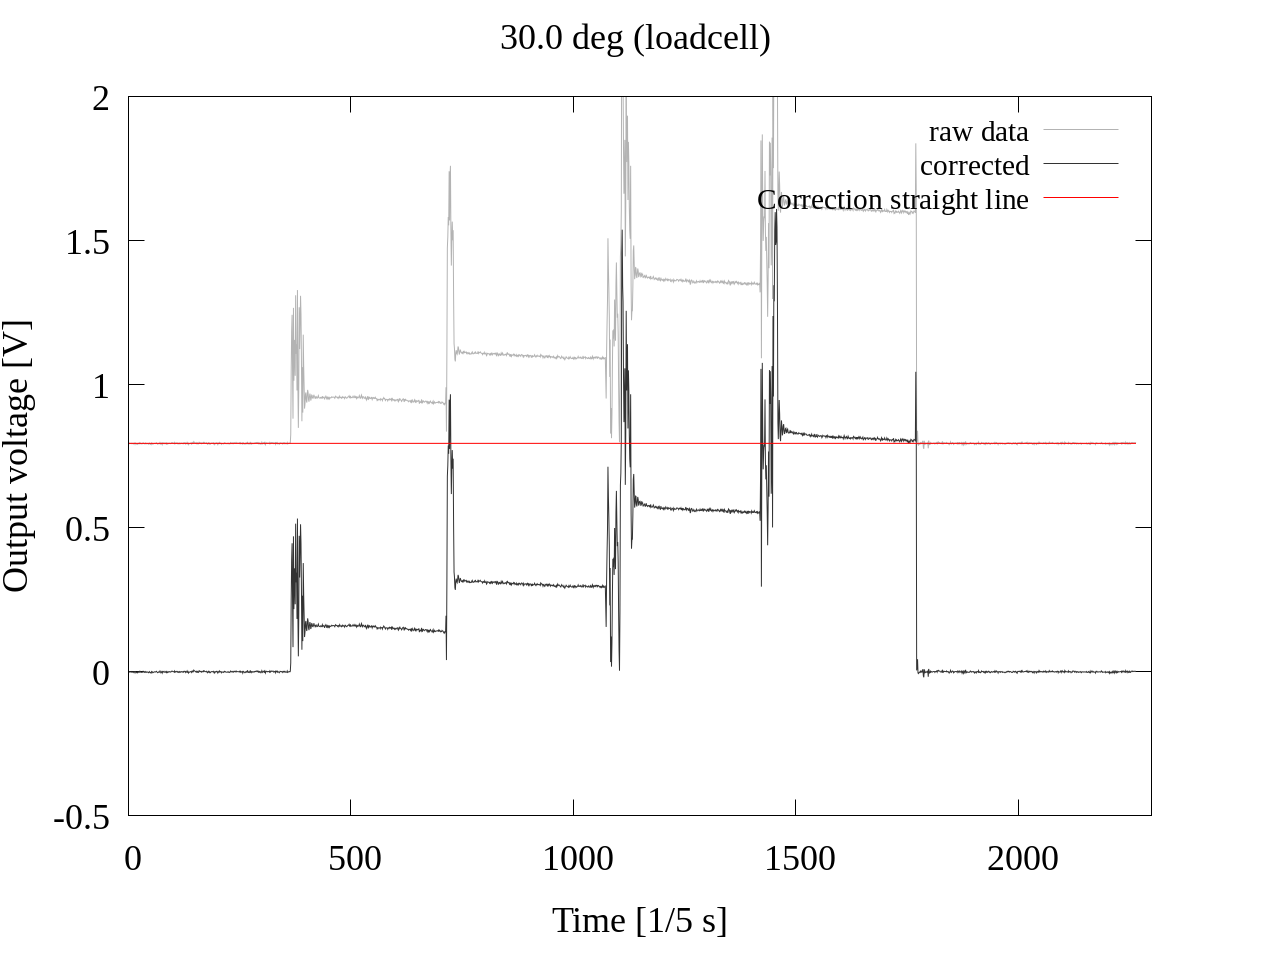 30.0 deg (loadcell)
2
1.5
1
0.5
0
-0.5
Output voltage [V]
raw data
corrected
Correction straight line
0 500 1000 1500 2000
Time [1/5 s]